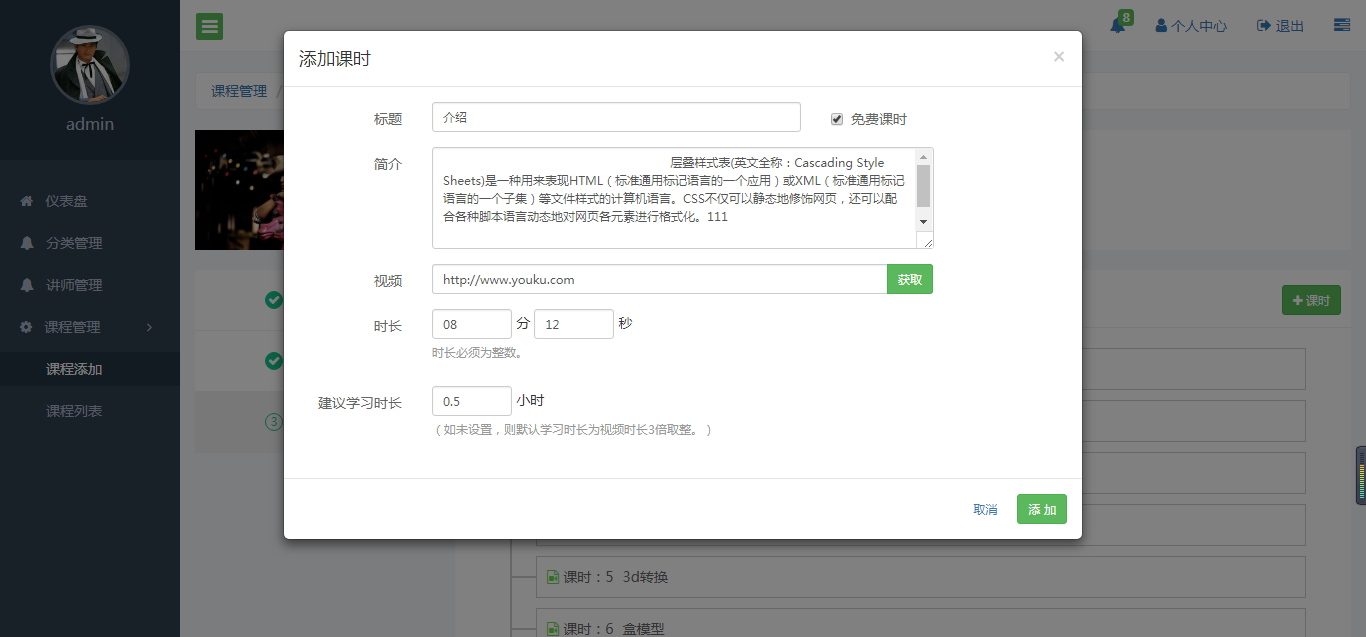 admin
仪表盘
分类管理
讲师管理
课程管理
课程添加
课程列表
8
个人中心
退出
课程管理 /
添加课时
×
标题
介绍
免费课时
简介
层叠样式表(英文全称：Cascading Style
Sheets)是一种用来表现HTML（标准通用标记语言的一个应用）或XML（标准通用标记
语言的一个子集）等文件样式的计算机语言。CSS不仅可以静态地修饰网页，还可以配
合各种脚本语言动态地对网页各元素进行格式化。111
视频
http://www.youku.com
获取
时长
08 分 12 秒
时长必须为整数。
建议学习时长
0.5 小时
（如未设置，则默认学习时长为视频时长3倍取整。）
取消
添 加
3
课时
课时：5 3d转换
课时：6 盒模型